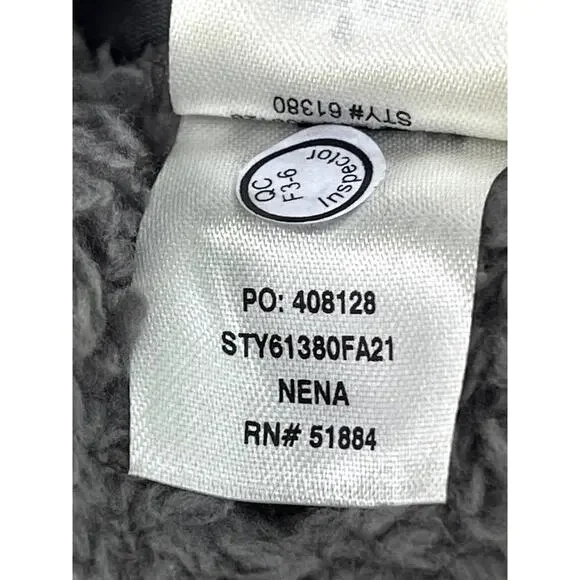 STY# 61380
QC
F3-6
Inspector
PO: 408128
STY61380FA21
NENA
RN# 51884